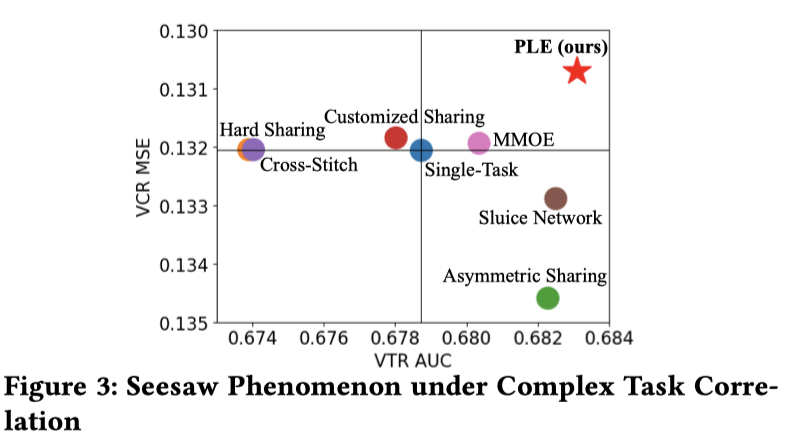 0.130
PLE (ours)
0.131
Customized Sharing
Hard Sharing
0.132
MMOE
Cross-Stitch
Single-Task
VCR MSE
0.133
Sluice Network
0.134
Asymmetric Sharing
0.135
0.674 0.676 0.678 0.680 0.682 0.684
VTR AUC
Figure 3: Seesaw Phenomenon under Complex Task Corre-
lation